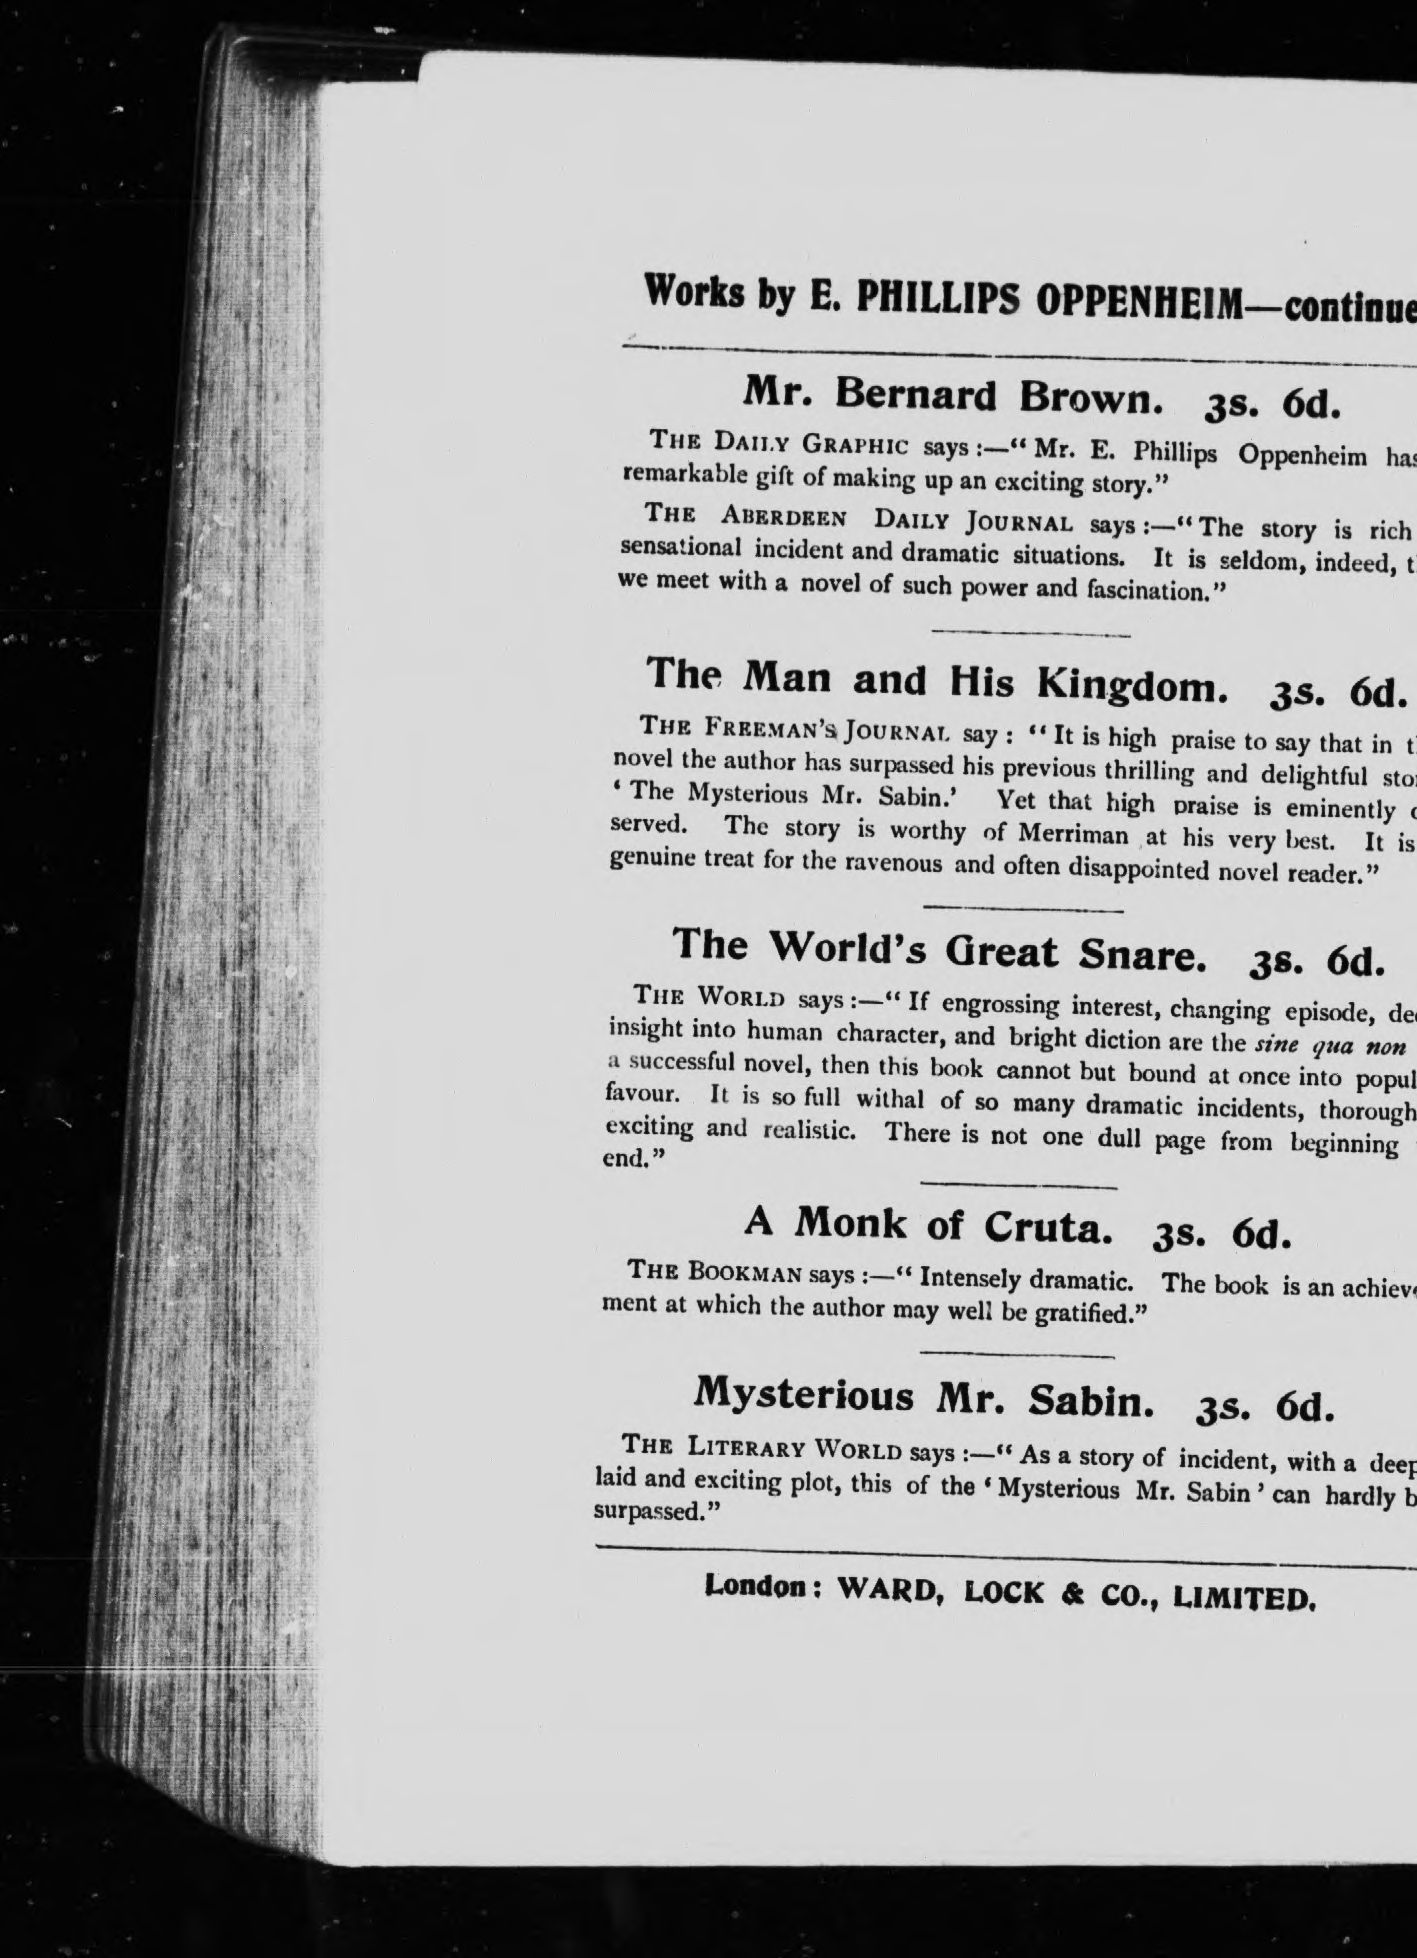 Works by E. PHILLIPS OPPENHEIM—continue
Mr. Bernard Brown. 3s. 6d.
THE DAILY GRAPHIC says:—“Mr. E. Phillips Oppenheim has
remarkable gift of making up an exciting story.”
THE ABERDEEN DAILY JOURNAL says:—“The story is rich
sensational incident and dramatic situations. It is seldom, indeed, t
we meet with a novel of such power and fascination.”
The Man and His Kingdom. 3s. 6d.
THE FREEMAN'S JOURNAL say: “It is high praise to say that in t
novel the author has surpassed his previous thrilling and delightful sto
‘The Mysterious Mr. Sabin.’ Yet that high praise is eminently
served. The story is worthy of Merriman at his very best. It is
genuine treat for the ravenous and often disappointed novel reader.”
The World's Great Snare. 3s. 6d.
THE WORLD says:—“If engrossing interest, changing episode, de
insight into human character, and bright diction are the sine qua non
a successful novel, then this book cannot but bound at once into popul
favour. It is so full withal of so many dramatic incidents, thorough
exciting and realistic. There is not one dull page from beginning
end.”
A Monk of Cruta. 3s. 6d.
THE BOOKMAN says:—“Intensely dramatic. The book is an achieve
ment at which the author may well be gratified.”
Mysterious Mr. Sabin. 3s. 6d.
THE LITERARY WORLD says:—“As a story of incident, with a deep
laid and exciting plot, this of the ‘Mysterious Mr. Sabin’ can hardly b
surpassed.”
London: WARD, LOCK & CO., LIMITED.